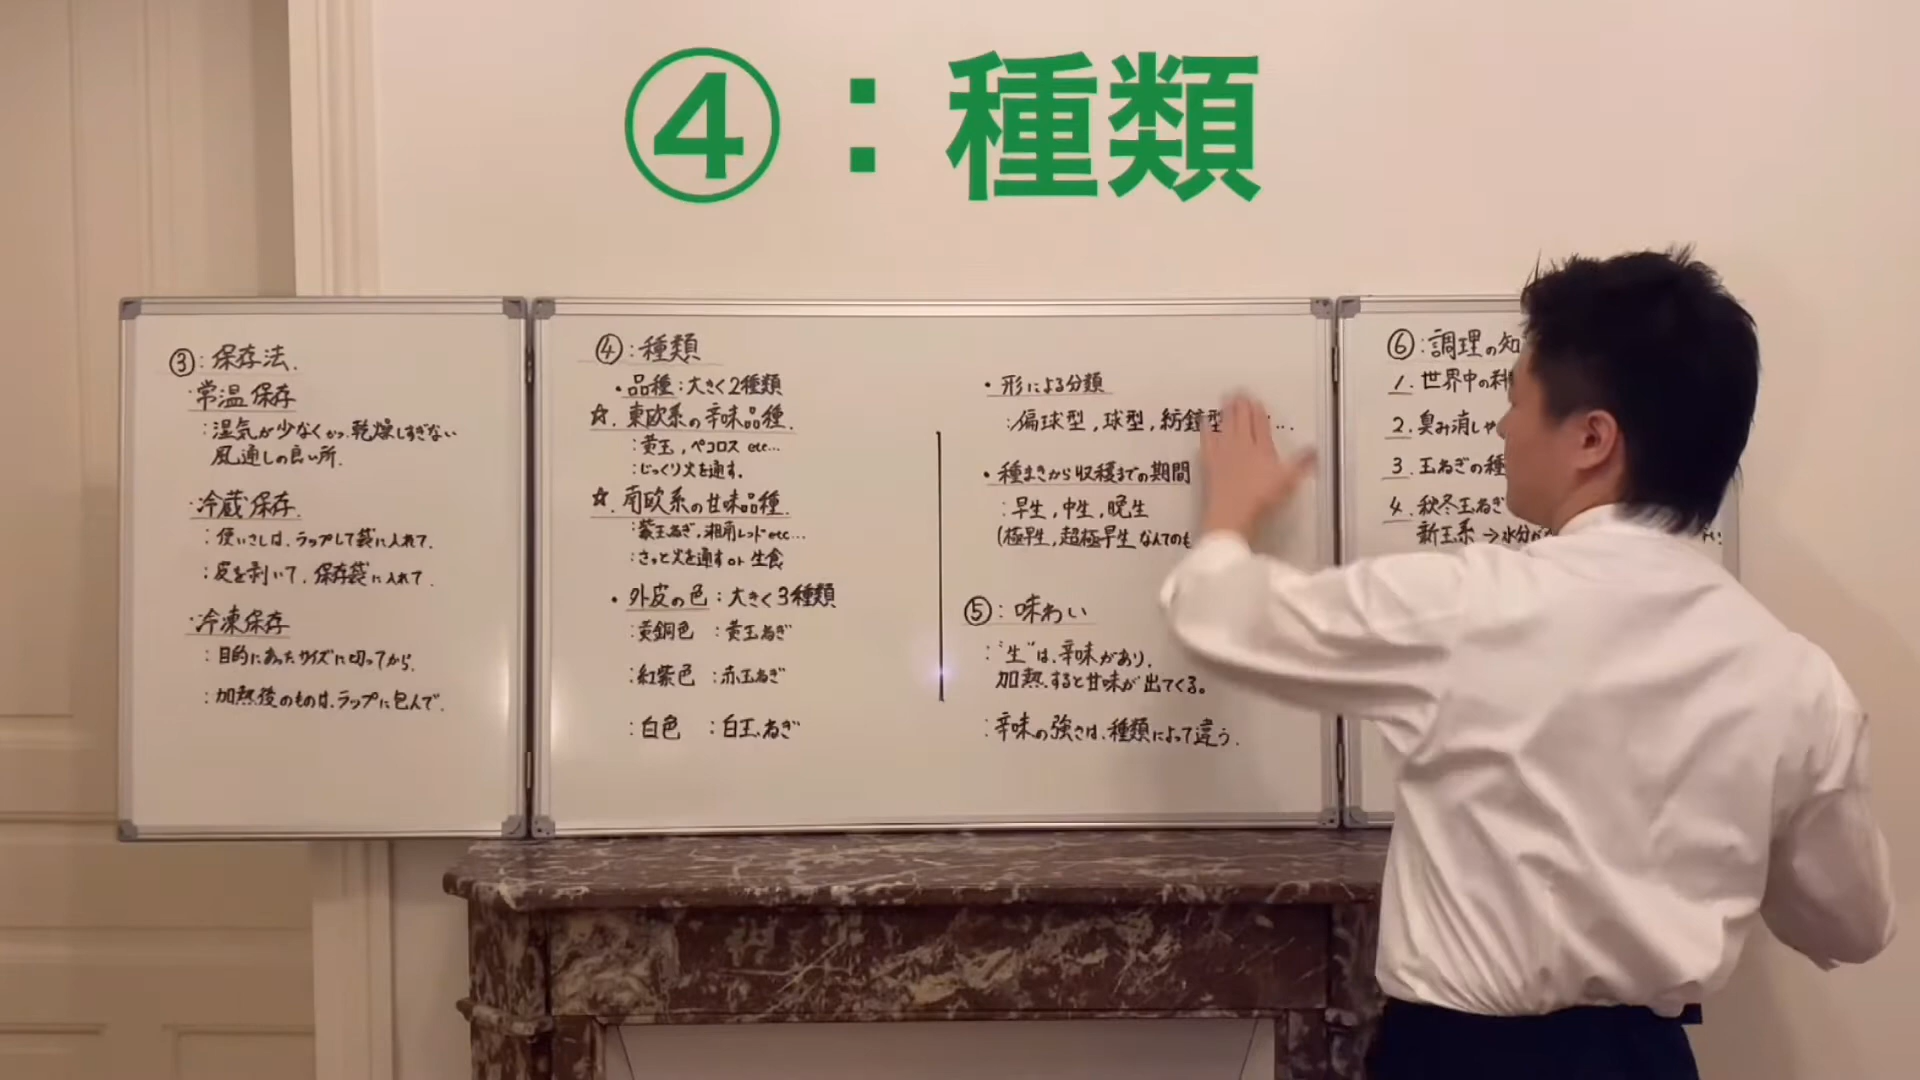 ④：種類
③：保存法.
・常温保存
：湿気が少なくかつ、乾燥しすぎない
風通しの良い所.
・冷蔵保存.
：使いさしは、ラップして袋に入れて.
：皮を剥いて、保存袋に入れて.
・冷凍保存
：目的にあったサイズに切ってから.
：加熱後のものは、ラップに包んで.
④：種類
・品種：大きく2種類
☆. 東欧系の辛味品種.
：黄玉, ペコロス etc...
：じっくり火を通す.
☆. 南欧系の甘味品種.
：紫玉ねぎ, 湘南レッド etc...
：さっと火を通す or 生食
・外皮の色：大きく3種類
：黄銅色 ：黄玉ねぎ
：紅紫色 ：赤玉ねぎ
：白色 ：白玉ねぎ
・形による分類
：偏球型, 球型, 紡錘型 ...
・種まきから収穫までの期間
：早生, 中生, 晩生
(極早生, 超極早生 なんてのも
⑤：味わい
：“生”は、辛味があり、
加熱すると甘味が出てくる。
：辛味の強さは、種類によって違う.
⑥：調理の知
1. 世界中の料
2. 臭み消し
3. 玉ねぎの種
4. 秋冬玉ねぎ
新玉系 → 水分が